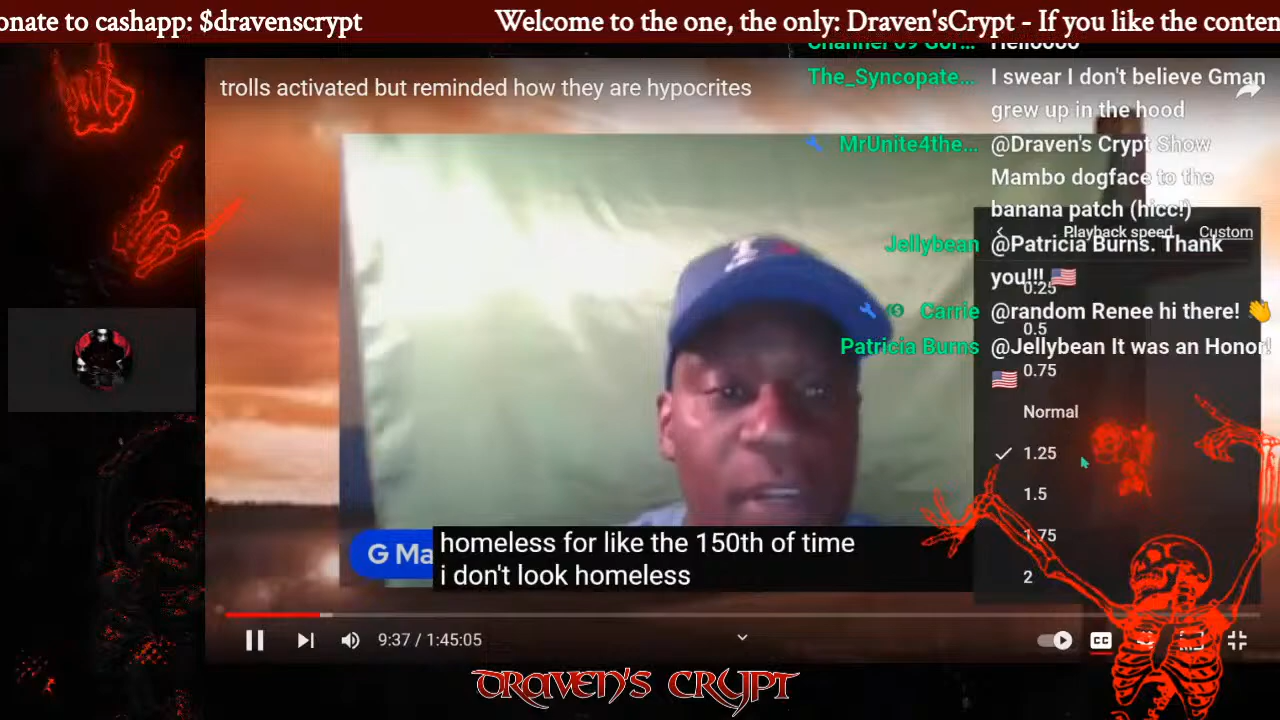 onate to cashapp: $dravenscrypt
Welcome to the one, the only: Draven'sCrypt - If you like the conten
trolls activated but reminded how they are hypocrites
Channel 09 Gor... Helloooo
The_Syncopate... I swear I don't believe Gman
grew up in the hood
MrUnite4the... @Draven's Crypt Show
Mambo dogface to the
banana patch (hicc!)
Playback speed Custom
Jellybean @Patricia Burns. Thank
you!!! 🇺🇸
0.25
Carrie @random Renee hi there! 👋
0.5
Patricia Burns @Jellybean It was an Honor!
🇺🇸
0.75
Normal
1.25
1.5
1.75
2
G Ma
homeless for like the 150th of time
i don't look homeless
9:37 / 1:45:05
CC
DRAVEN'S CRYPT